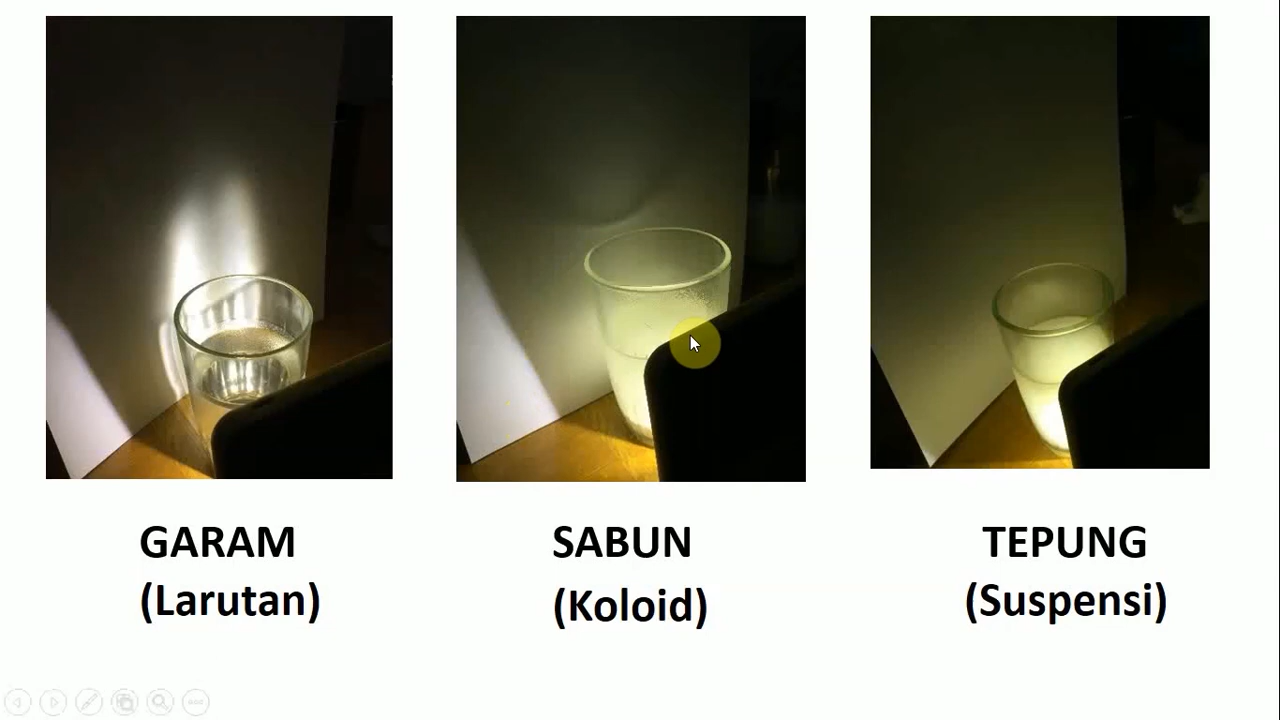 GARAM
(Larutan)
SABUN
(Koloid)
TEPUNG
(Suspensi)